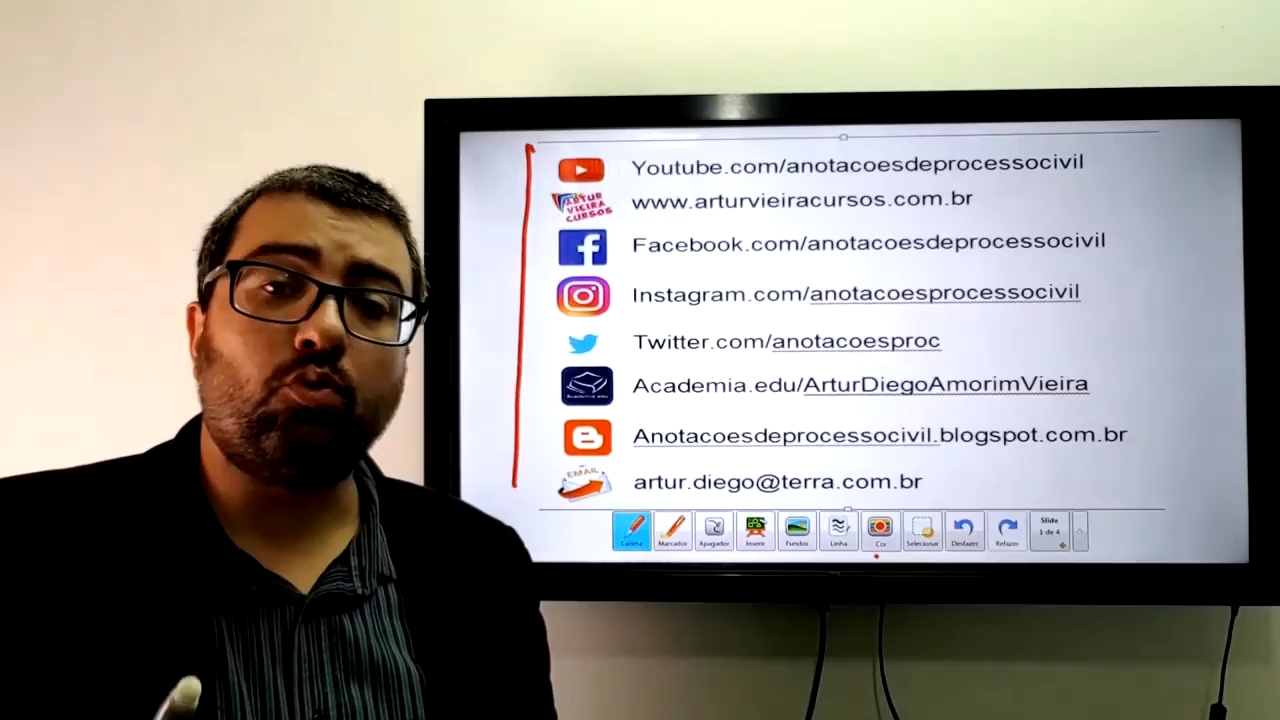 Youtube.com/anotacoesdeprocessocivil
ARTUR VIEIRA CURSOS
www.arturvieiracursos.com.br
Facebook.com/anotacoesdeprocessocivil
Instagram.com/anotacoesprocessocivil
Twitter.com/anotacoesproc
Academia.edu
Academia.edu/ArturDiegoAmorimVieira
Anotacoesdeprocessocivil.blogspot.com.br
EMAIL
artur.diego@terra.com.br
Caneta Marcador Apagador Inserir Fundos Linha Cor Selecionar Desfazer Refazer
Slide
1 de 4